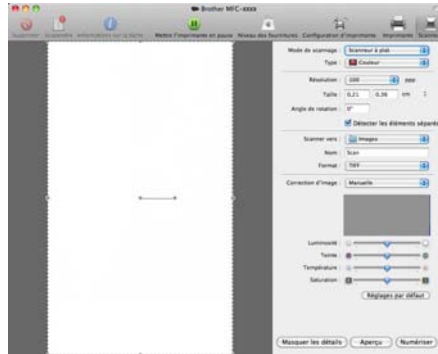 Brother MFC-xxxx
Supprimer Suspendre Informations sur la tâche Mettre l'imprimante en pause Niveau des fournitures Configuration d'imprimante Imprimante
Mode de scannage : Scanneur à plat
Type : Couleur
Résolution : 100 ppp
Taille : 0,21 0,36 cm
Angle de rotation : 0°
Détecter les éléments séparé
Scanner vers : Images
Nom : Scan
Format : TIFF
Correction d'image : Manuelle
Luminosité
Teinte
Température
Saturation
Réglages par défaut
Masquer les détails Aperçu Numériser